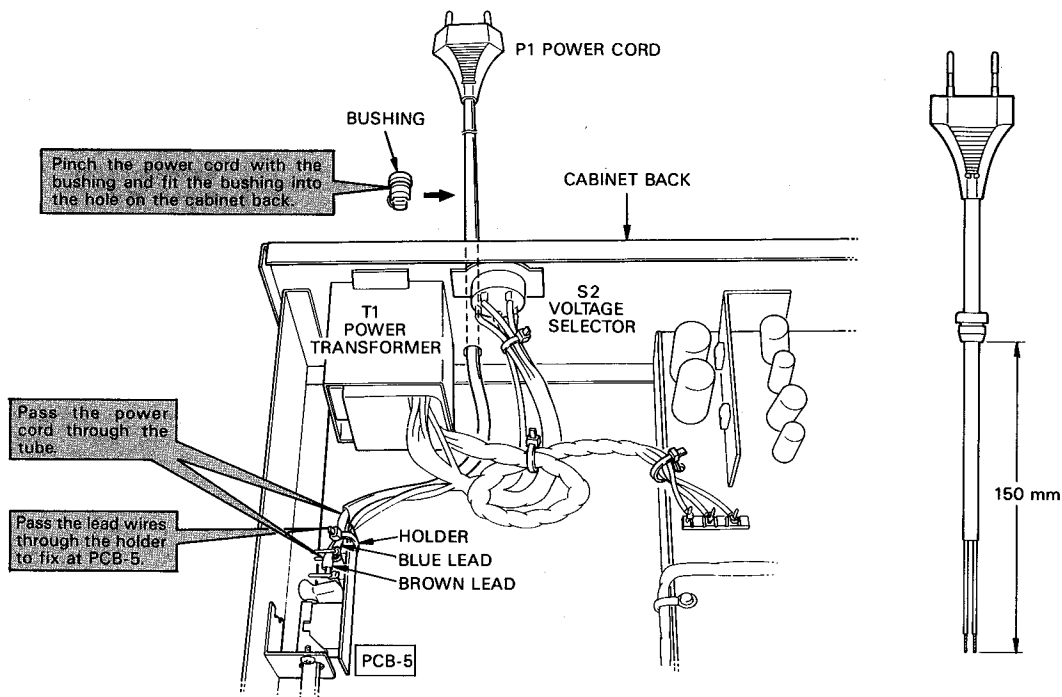 P1 POWER CORD
BUSHING
Pinch the power cord with the
bushing and fit the bushing into
the hole on the cabinet back.
CABINET BACK
S2
VOLTAGE
SELECTOR
T1
POWER
TRANSFORMER
Pass the power
cord through the
tube.
150 mm
Pass the lead wires
through the holder
to fix at PCB-5.
HOLDER
BLUE LEAD
BROWN LEAD
PCB-5